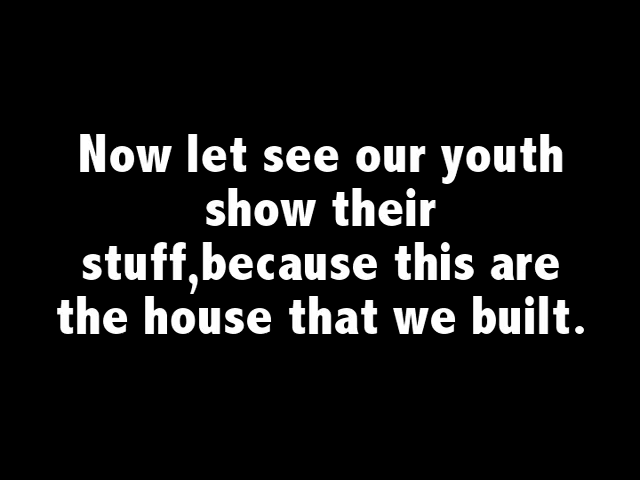 Now let see our youth
show their
stuff,because this are
the house that we built.